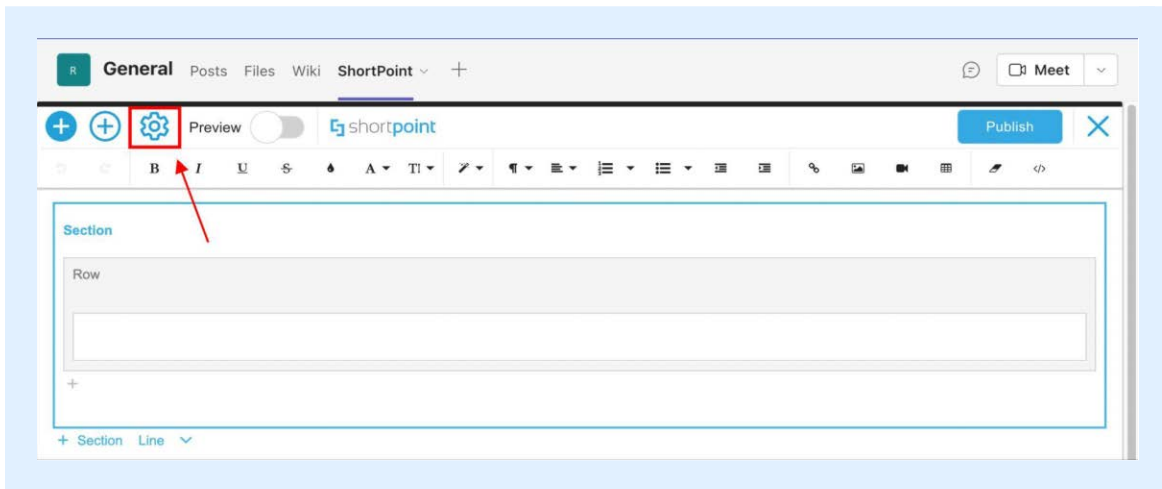 R General Posts Files Wiki ShortPoint Meet
Preview shortpoint Publish
B I U S A T! ¶ </>
Section
Row
+ Section Line